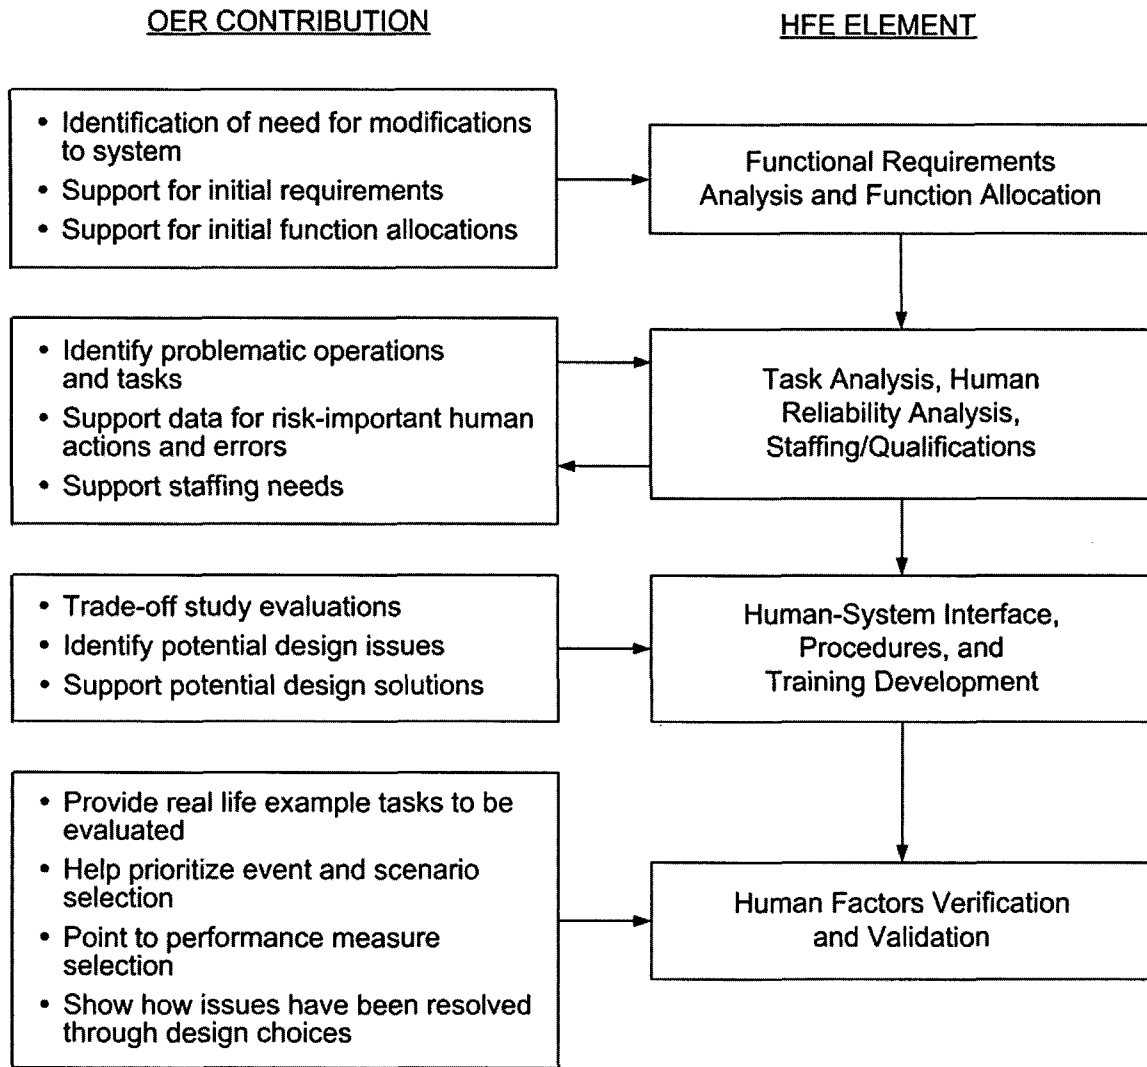 OER CONTRIBUTION
HFE ELEMENT
• Identification of need for modifications
to system
• Support for initial requirements
• Support for initial function allocations
Functional Requirements
Analysis and Function Allocation
• Identify problematic operations
and tasks
• Support data for risk-important human
actions and errors
• Support staffing needs
Task Analysis, Human
Reliability Analysis,
Staffing/Qualifications
• Trade-off study evaluations
• Identify potential design issues
• Support potential design solutions
Human-System Interface,
Procedures, and
Training Development
• Provide real life example tasks to be
evaluated
• Help prioritize event and scenario
selection
• Point to performance measure
selection
• Show how issues have been resolved
through design choices
Human Factors Verification
and Validation